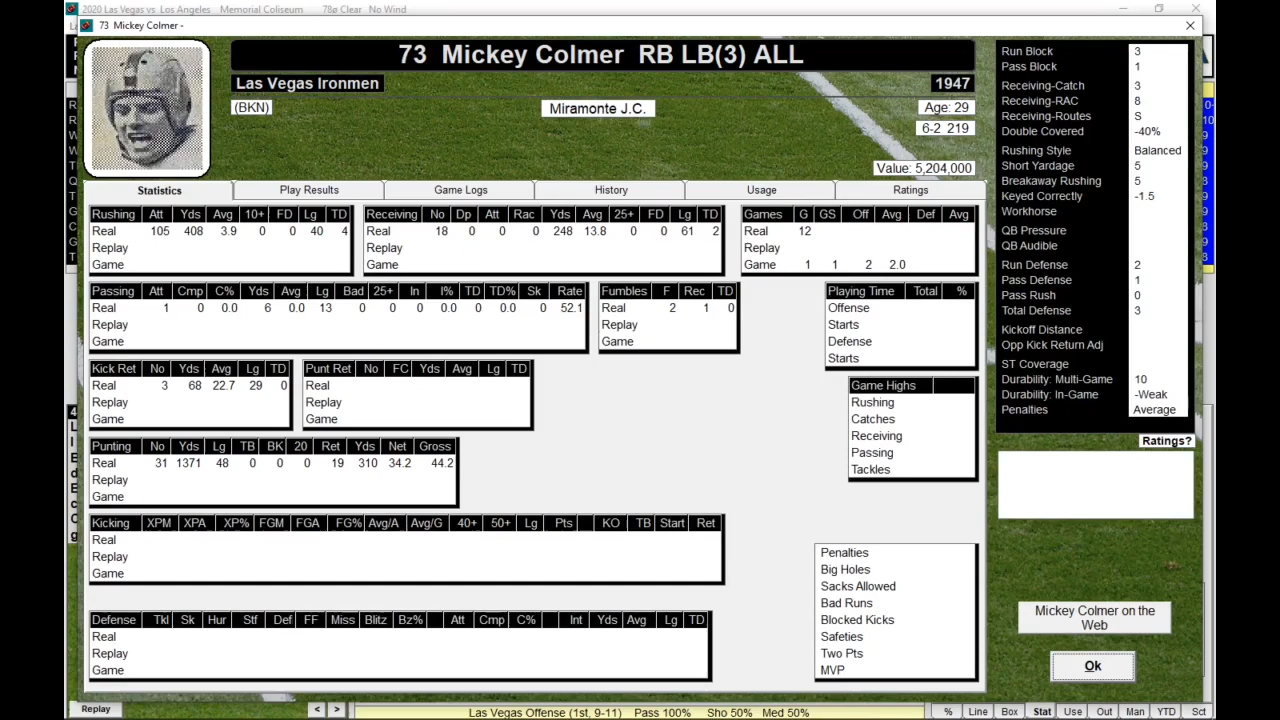 2020 Las Vegas vs Los Angeles Memorial Coliseum 78ø Clear No Wind
73 Mickey Colmer -
73 Mickey Colmer RB LB(3) ALL
Las Vegas Ironmen 1947
(BKN) Miramonte J.C. Age: 29
6-2 219
Value: 5,204,000
Statistics Play Results Game Logs History Usage Ratings
Rushing Att Yds Avg 10+ FD Lg TD
Real 105 408 3.9 0 0 40 4
Replay
Game
Receiving No Dp Att Rac Yds Avg 25+ FD Lg TD
Real 18 0 0 0 248 13.8 0 0 61 2
Replay
Game
Games G GS Off Avg Def Avg
Real 12
Replay
Game 1 1 2 2.0
Passing Att Cmp C% Yds Avg Lg Bad 25+ In I% TD TD% Sk Rate
Real 1 0 0.0 6 0.0 13 0 0 0 0.0 0 0.0 0 52.1
Replay
Game
Fumbles F Rec TD
Real 2 1 0
Replay
Game
Playing Time Total %
Offense
Starts
Defense
Starts
Kick Ret No Yds Avg Lg TD
Real 3 68 22.7 29 0
Replay
Game
Punt Ret No FC Yds Avg Lg TD
Real
Replay
Game
Game Highs
Rushing
Catches
Receiving
Passing
Tackles
Punting No Yds Lg TB BK 20 Ret Yds Net Gross
Real 31 1371 48 0 0 0 19 310 34.2 44.2
Replay
Game
Kicking XPM XPA XP% FGM FGA FG% Avg/A Avg/G 40+ 50+ Lg Pts KO TB Start Ret
Real
Replay
Game
Penalties
Big Holes
Sacks Allowed
Bad Runs
Blocked Kicks
Safeties
Two Pts
MVP
Defense Tkl Sk Hur Stf Def FF Miss Blitz Bz% Att Cmp C% Int Yds Avg Lg TD
Real
Replay
Game
Run Block 3
Pass Block 1
Receiving-Catch 3
Receiving-RAC 8
Receiving-Routes S
Double Covered -40%
Rushing Style Balanced
Short Yardage 5
Breakaway Rushing 5
Keyed Correctly -1.5
Workhorse
QB Pressure
QB Audible
Run Defense 2
Pass Defense 1
Pass Rush 0
Total Defense 3
Kickoff Distance
Opp Kick Return Adj
ST Coverage
Durability: Multi-Game 10
Durability: In-Game -Weak
Penalties Average
Ratings?
Mickey Colmer on the
Web
Ok
Replay < > Las Vegas Offense (1st, 9-11) Pass 100% Sho 50% Med 50% % Line Box Stat Use Out Man YTD Sct